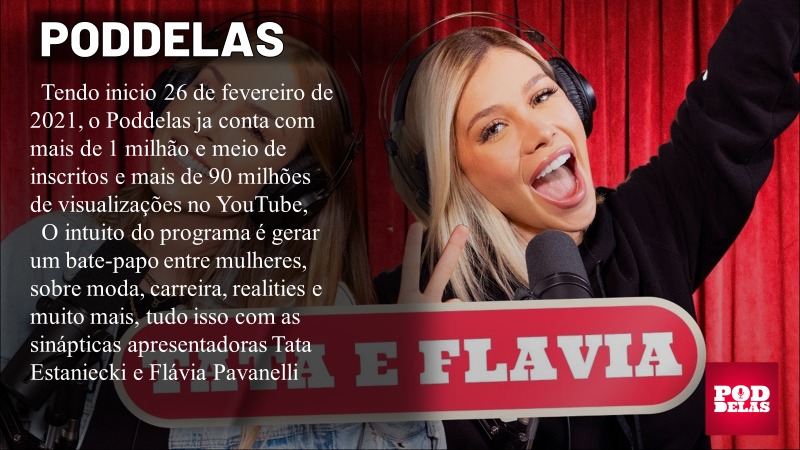 PODDELAS
Tendo inicio 26 de fevereiro de
2021, o Poddelas ja conta com
mais de 1 milhão e meio de
inscritos e mais de 90 milhões
de visualizações no YouTube,
O intuito do programa é gerar
um bate-papo entre mulheres,
sobre moda, carreira, realities e
muito mais, tudo isso com as
sinápticas apresentadoras Tata
Estaniecki e Flávia Pavanelli
TATA E FLAVIA
POD
DELAS